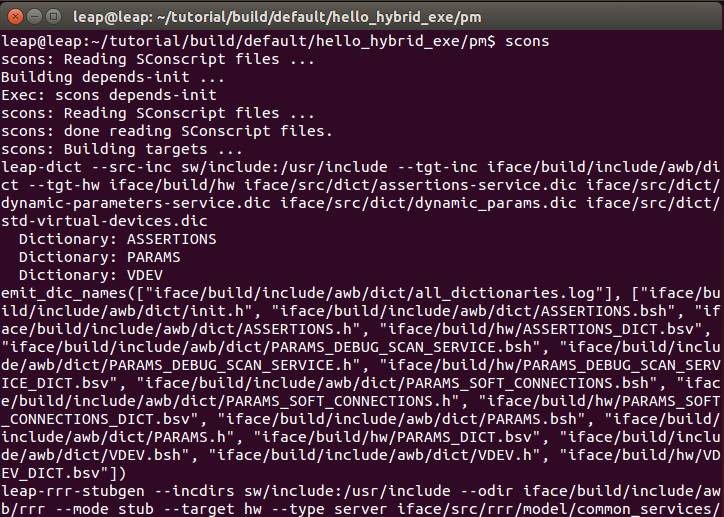 leap@leap: ~/tutorial/build/default/hello_hybrid_exe/pm
leap@leap:~/tutorial/build/default/hello_hybrid_exe/pm$ scons
scons: Reading SConscript files ...
Building depends-init ...
Exec: scons depends-init
scons: Reading SConscript files ...
scons: done reading SConscript files.
scons: Building targets ...
leap-dict --src-inc sw/include:/usr/include --tgt-inc iface/build/include/awb/di
ct --tgt-hw iface/build/hw iface/src/dict/assertions-service.dic iface/src/dict/
dynamic-parameters-service.dic iface/src/dict/dynamic_params.dic iface/src/dict/
std-virtual-devices.dic
  Dictionary: ASSERTIONS
  Dictionary: PARAMS
  Dictionary: VDEV
emit_dic_names(["iface/build/include/awb/dict/all_dictionaries.log"], ["iface/bu
ild/include/awb/dict/init.h", "iface/build/include/awb/dict/ASSERTIONS.bsh", "if
ace/build/include/awb/dict/ASSERTIONS.h", "iface/build/hw/ASSERTIONS_DICT.bsv",
"iface/build/include/awb/dict/PARAMS_DEBUG_SCAN_SERVICE.bsh", "iface/build/inclu
de/awb/dict/PARAMS_DEBUG_SCAN_SERVICE.h", "iface/build/hw/PARAMS_DEBUG_SCAN_SERV
ICE_DICT.bsv", "iface/build/include/awb/dict/PARAMS_SOFT_CONNECTIONS.bsh", "ifac
e/build/include/awb/dict/PARAMS_SOFT_CONNECTIONS.h", "iface/build/hw/PARAMS_SOFT
_CONNECTIONS_DICT.bsv", "iface/build/include/awb/dict/PARAMS.bsh", "iface/build/
include/awb/dict/PARAMS.h", "iface/build/hw/PARAMS_DICT.bsv", "iface/build/inclu
de/awb/dict/VDEV.bsh", "iface/build/include/awb/dict/VDEV.h", "iface/build/hw/VD
EV_DICT.bsv"])
leap-rrr-stubgen --incdirs sw/include:/usr/include --odir iface/build/include/aw
b/rrr --mode stub --target hw --type server iface/src/rrr/model/common_services/